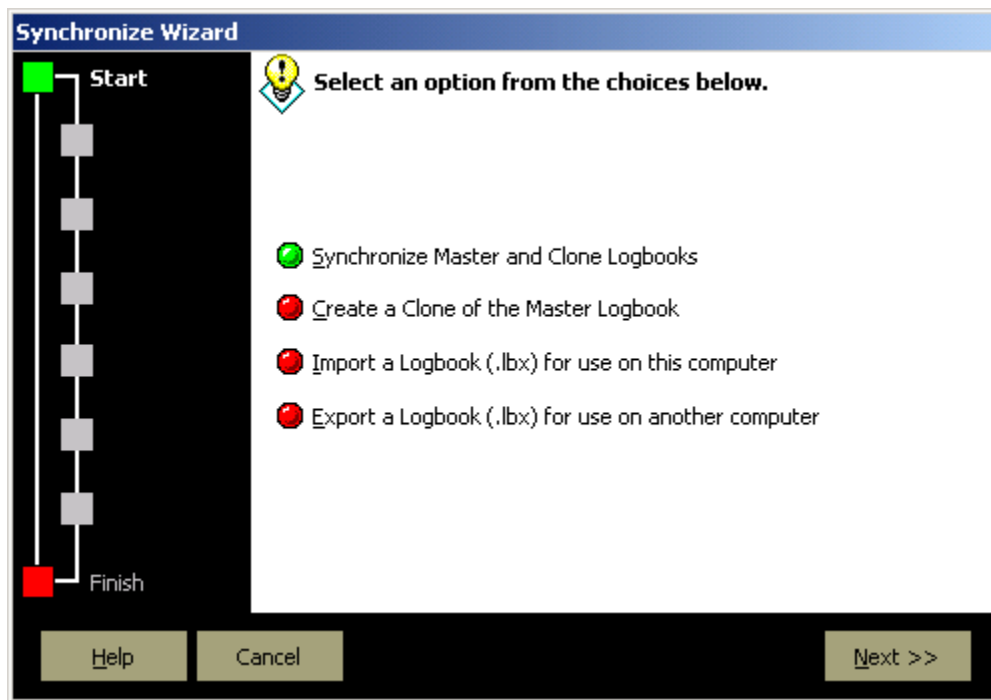 Synchronize Wizard
Start
Select an option from the choices below.
Synchronize Master and Clone Logbooks
Create a Clone of the Master Logbook
Import a Logbook (.lbx) for use on this computer
Export a Logbook (.lbx) for use on another computer
Finish
Help
Cancel
Next >>